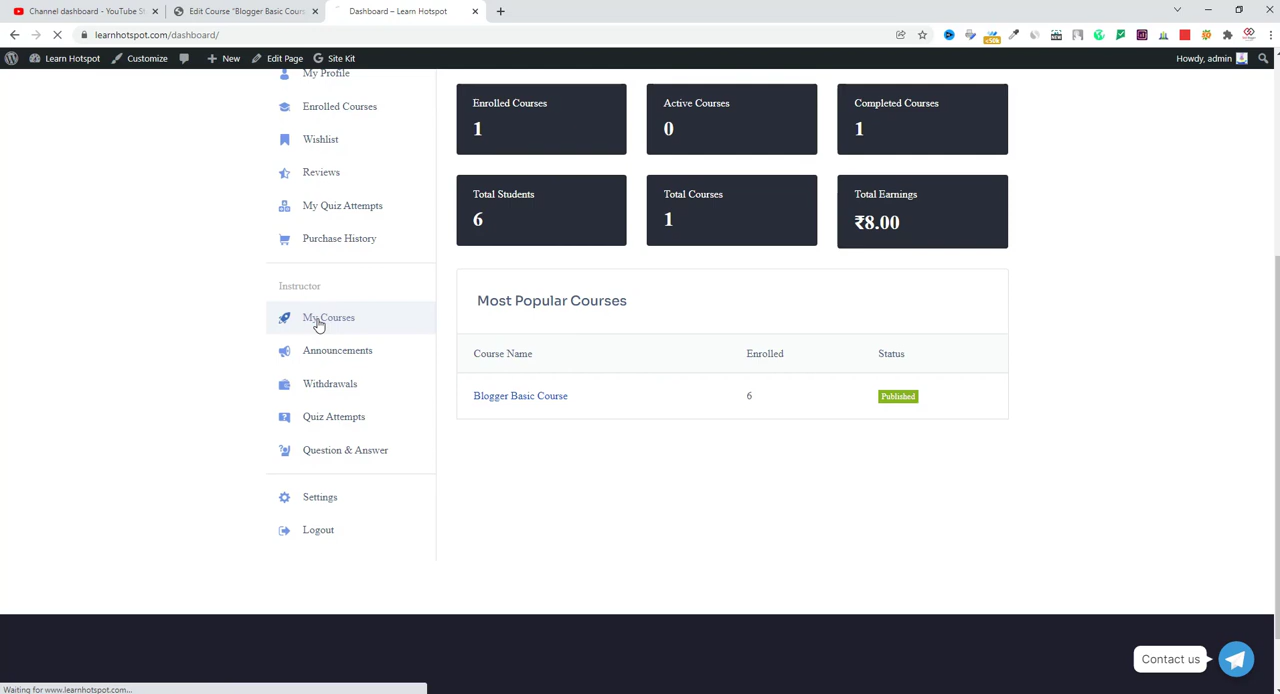 Channel dashboard - YouTube St
Edit Course "Blogger Basic Cours
Dashboard – Learn Hotspot
learnhotspot.com/dashboard/
Learn Hotspot
Customize
New
Edit Page
Site Kit
Howdy, admin
My Profile
Enrolled Courses
Wishlist
Reviews
My Quiz Attempts
Purchase History
Instructor
My Courses
Announcements
Withdrawals
Quiz Attempts
Question & Answer
Settings
Logout
Enrolled Courses
1
Active Courses
0
Completed Courses
1
Total Students
6
Total Courses
1
Total Earnings
₹8.00
Most Popular Courses
Course Name Enrolled Status
Blogger Basic Course 6 Published
Contact us
Waiting for www.learnhotspot.com...